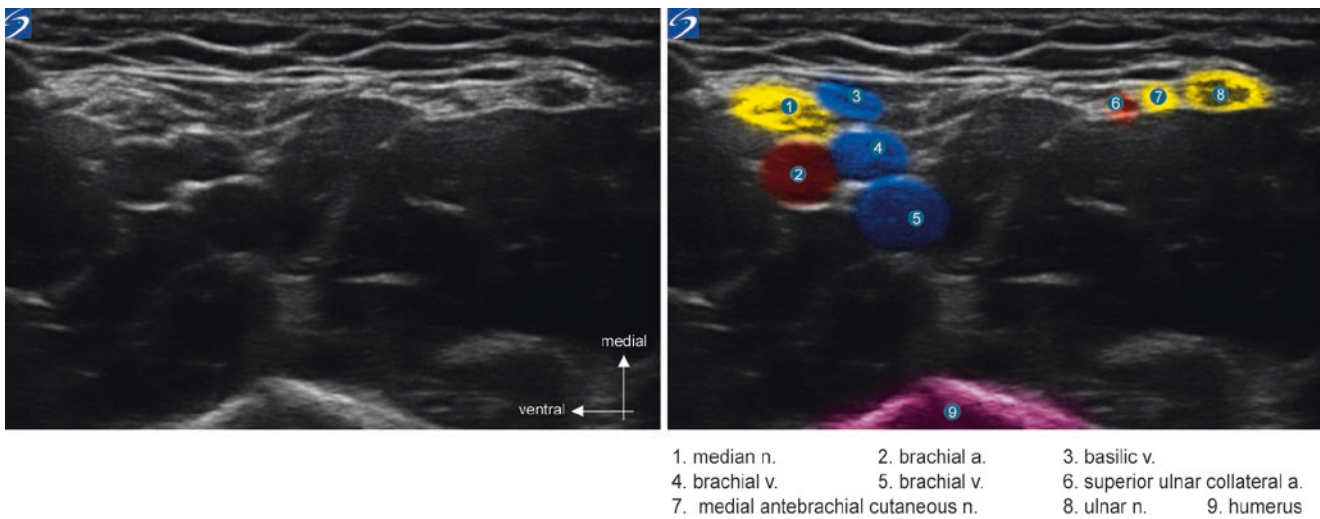 medial
ventral
1
2
3
4
5
6
7
8
9
1. median n. 2. brachial a. 3. basilic v.
4. brachial v. 5. brachial v. 6. superior ulnar collateral a.
7. medial antebrachial cutaneous n. 8. ulnar n. 9. humerus